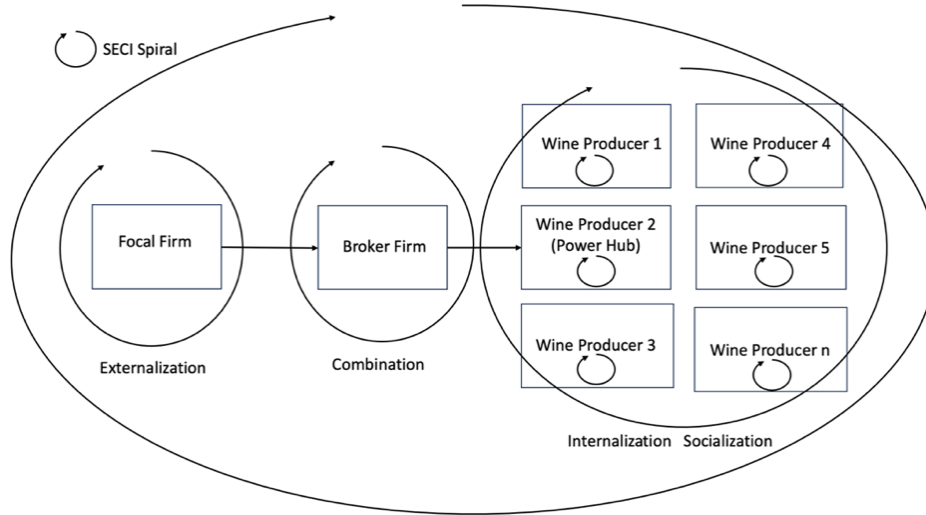 SECI Spiral
Wine Producer 1
Wine Producer 4
Focal Firm
Broker Firm
Wine Producer 2
(Power Hub)
Wine Producer 5
Wine Producer 3
Wine Producer n
Externalization
Combination
Internalization Socialization